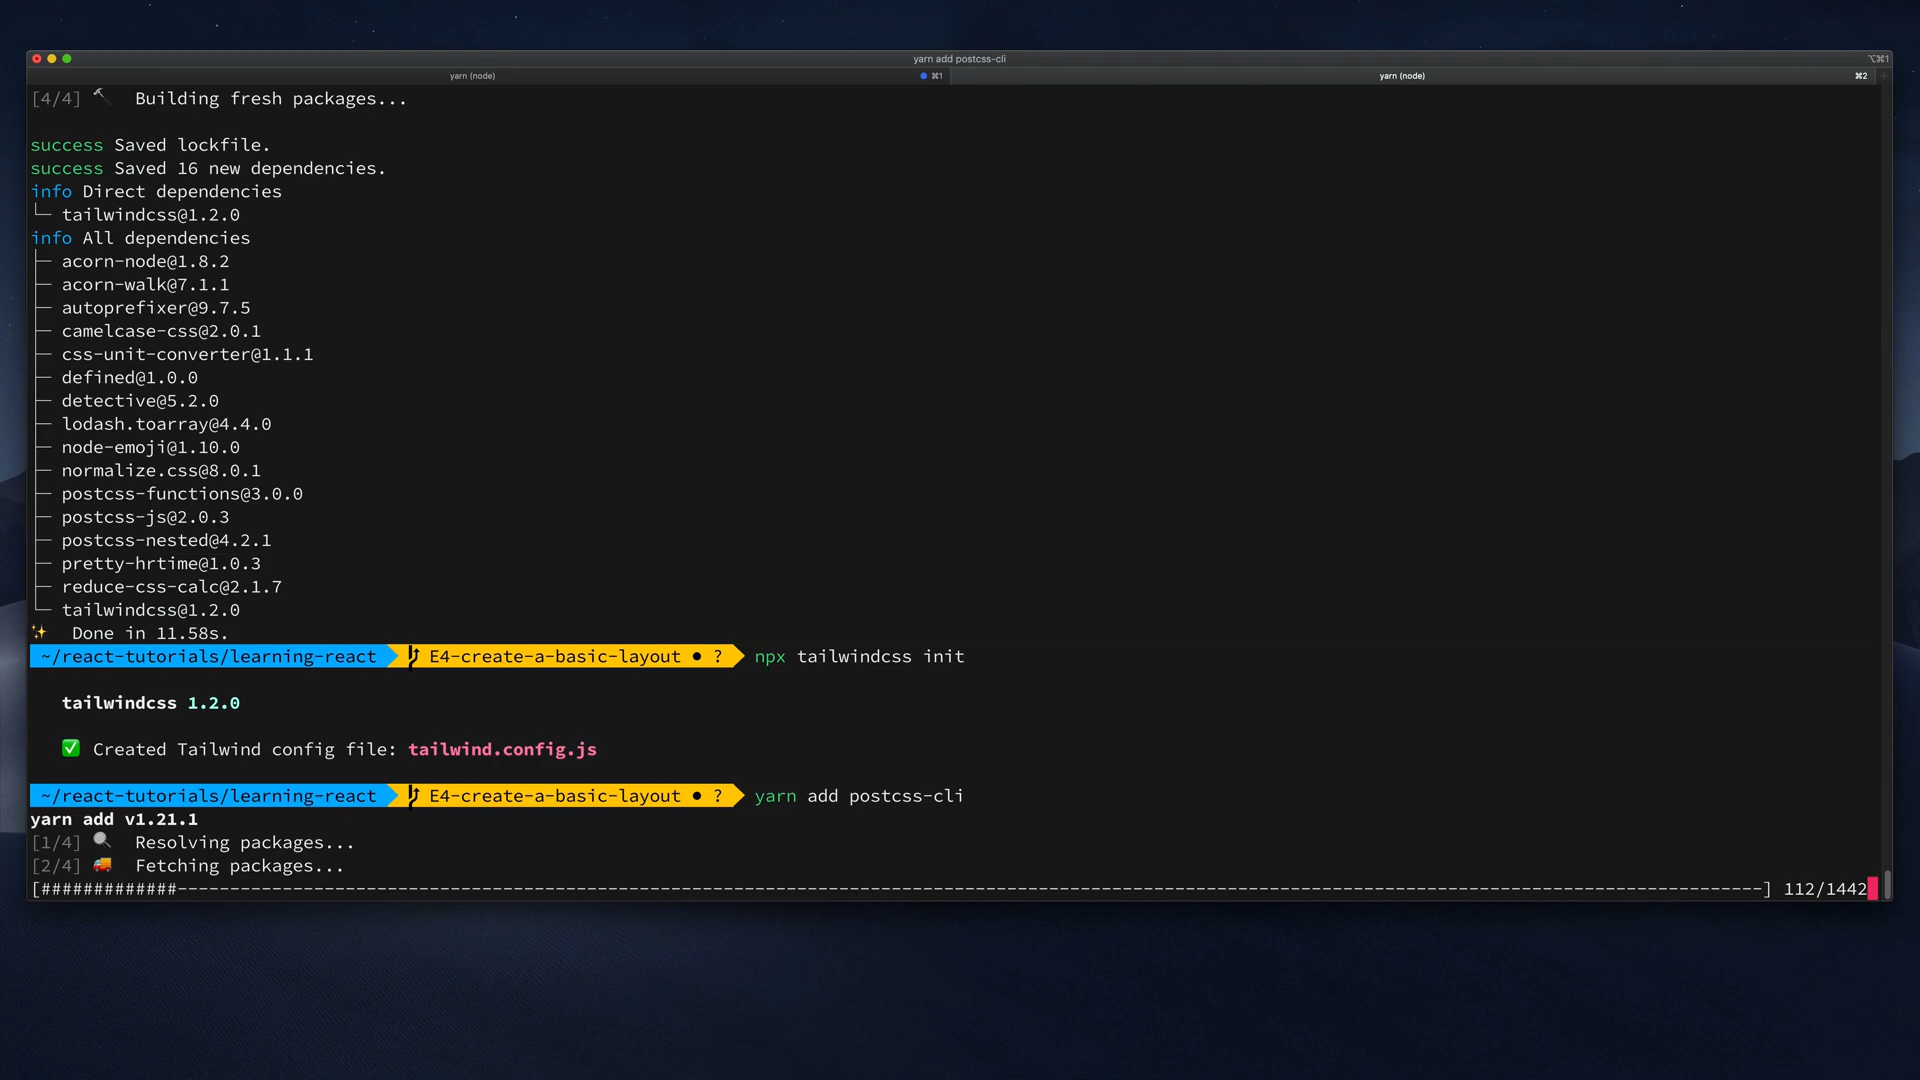 yarn add postcss-cli
⌥⌘1
yarn (node)
⌘1
yarn (node)
⌘2
[4/4] 🔨 Building fresh packages...
success Saved lockfile.
success Saved 16 new dependencies.
info Direct dependencies
└─ tailwindcss@1.2.0
info All dependencies
├─ acorn-node@1.8.2
├─ acorn-walk@7.1.1
├─ autoprefixer@9.7.5
├─ camelcase-css@2.0.1
├─ css-unit-converter@1.1.1
├─ defined@1.0.0
├─ detective@5.2.0
├─ lodash.toarray@4.4.0
├─ node-emoji@1.10.0
├─ normalize.css@8.0.1
├─ postcss-functions@3.0.0
├─ postcss-js@2.0.3
├─ postcss-nested@4.2.1
├─ pretty-hrtime@1.0.3
├─ reduce-css-calc@2.1.7
└─ tailwindcss@1.2.0
✨ Done in 11.58s.
~/react-tutorials/learning-react E4-create-a-basic-layout ● ? npx tailwindcss init
tailwindcss 1.2.0
✅ Created Tailwind config file: tailwind.config.js
~/react-tutorials/learning-react E4-create-a-basic-layout ● ? yarn add postcss-cli
yarn add v1.21.1
[1/4] 🔍 Resolving packages...
[2/4] 🚚 Fetching packages...
[#############--------------------------------------------------------------------------------------------------------------------------------------------------------] 112/1442